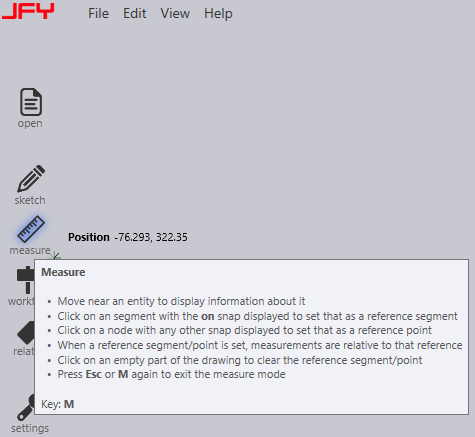 JFY File Edit View Help
open
sketch
measure
Position -76.293, 322.35
Measure
• Move near an entity to display information about it
• Click on an segment with the on snap displayed to set that as a reference segment
• Click on a node with any other snap displayed to set that as a reference point
• When a reference segment/point is set, measurements are relative to that reference
• Click on an empty part of the drawing to clear the reference segment/point
• Press Esc or M again to exit the measure mode
Key: M
settings